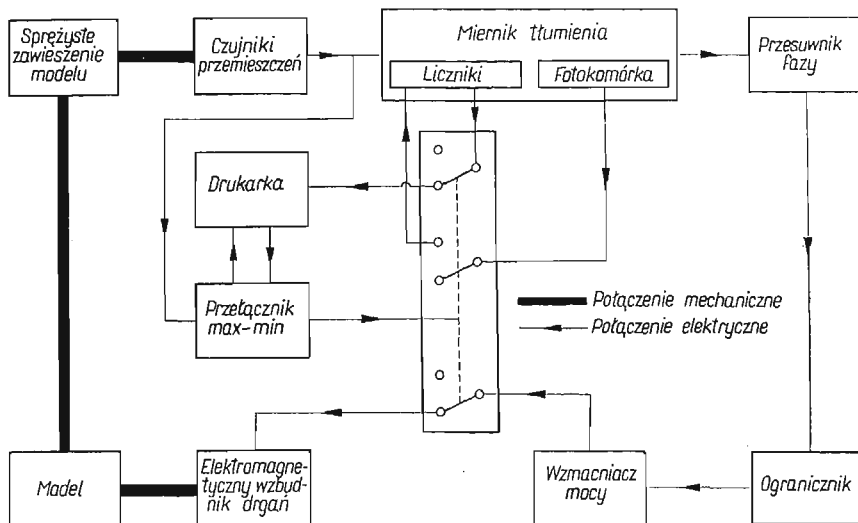 Sprężyste
zawieszenie
modelu
Czujniki
przemieszczeń
Miernik tłumienia
Liczniki
Fotokomórka
Przesuwnik
fazy
Drukarka
Przełącznik
max-min
Połączenie mechaniczne
Połączenie elektryczne
Model
Elektromagne-
tyczny wzbud-
nik drgań
Wzmacniacz
mocy
Ogranicznik